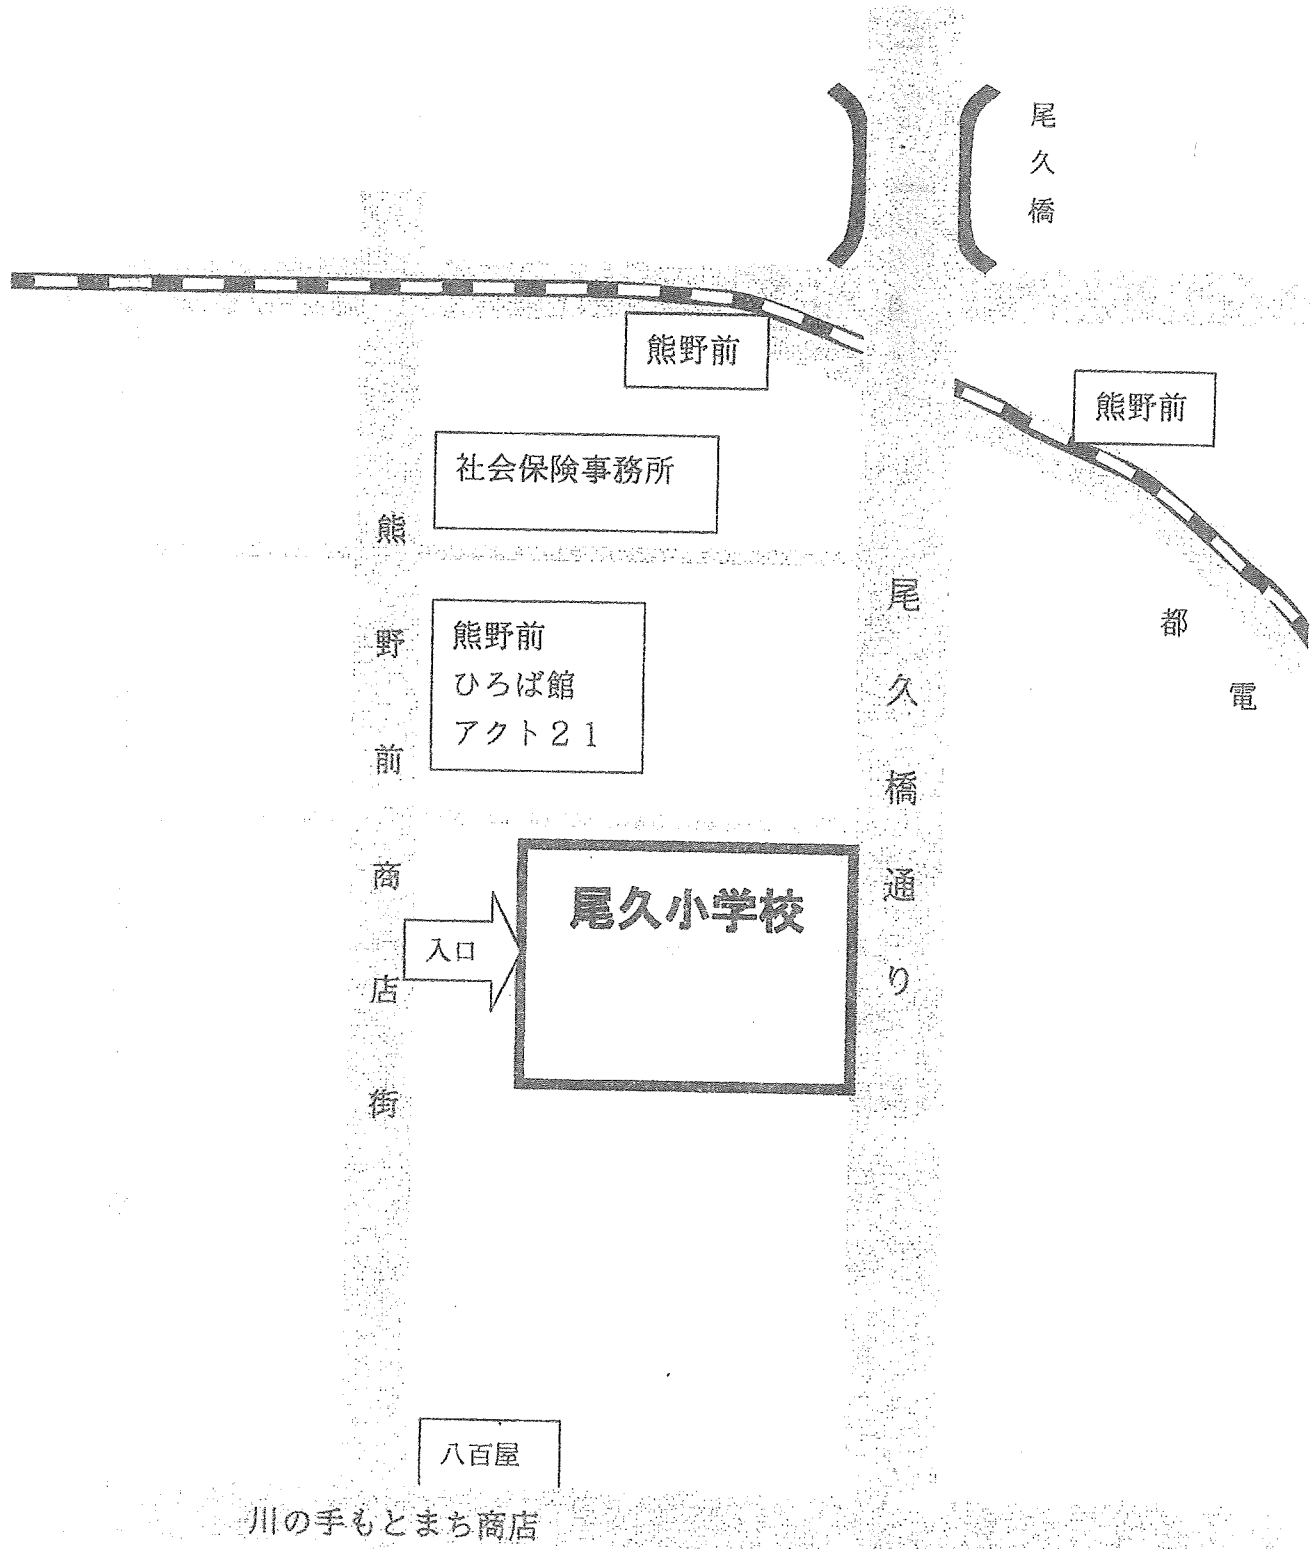 尾久橋
熊野前
熊野前
社会保険事務所
熊野前商店街
熊野前
ひろば館
アクト２１
尾久橋通り
都電
尾久小学校
入口
八百屋
川の手もとまち商店